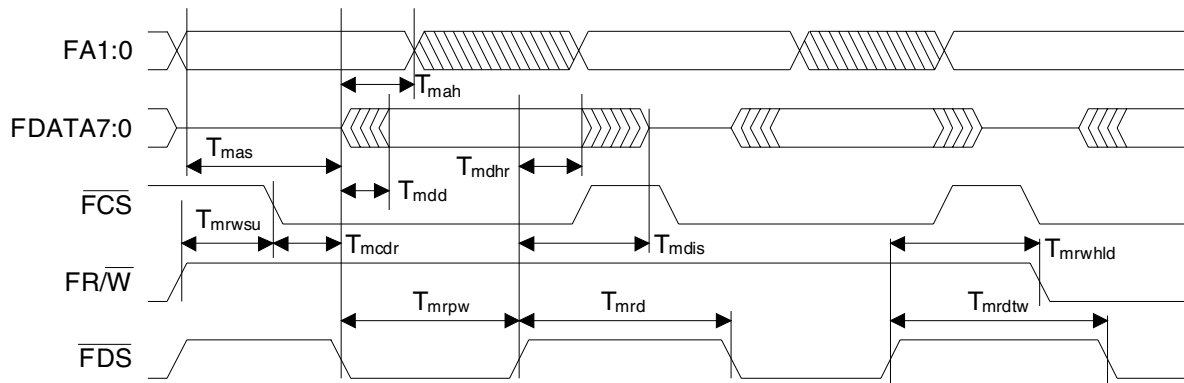 FA1:0
Tmah
FDATA7:0
Tmas
Tmdhr
Tmdd
FCS
Tmrwsu
Tmcdr
Tmdis
Tmrwhld
FR/W
Tmrpw
Tmrd
Tmrdtw
FDS